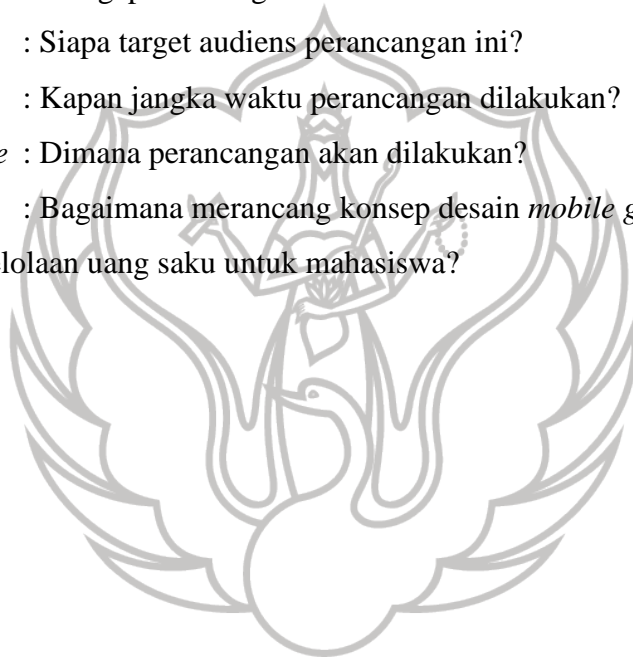 : Siapa target audiens perancangan ini?
: Kapan jangka waktu perancangan dilakukan?
: Dimana perancangan akan dilakukan?
: Bagaimana merancang konsep desain mobile
uang saku untuk mahasiswa?